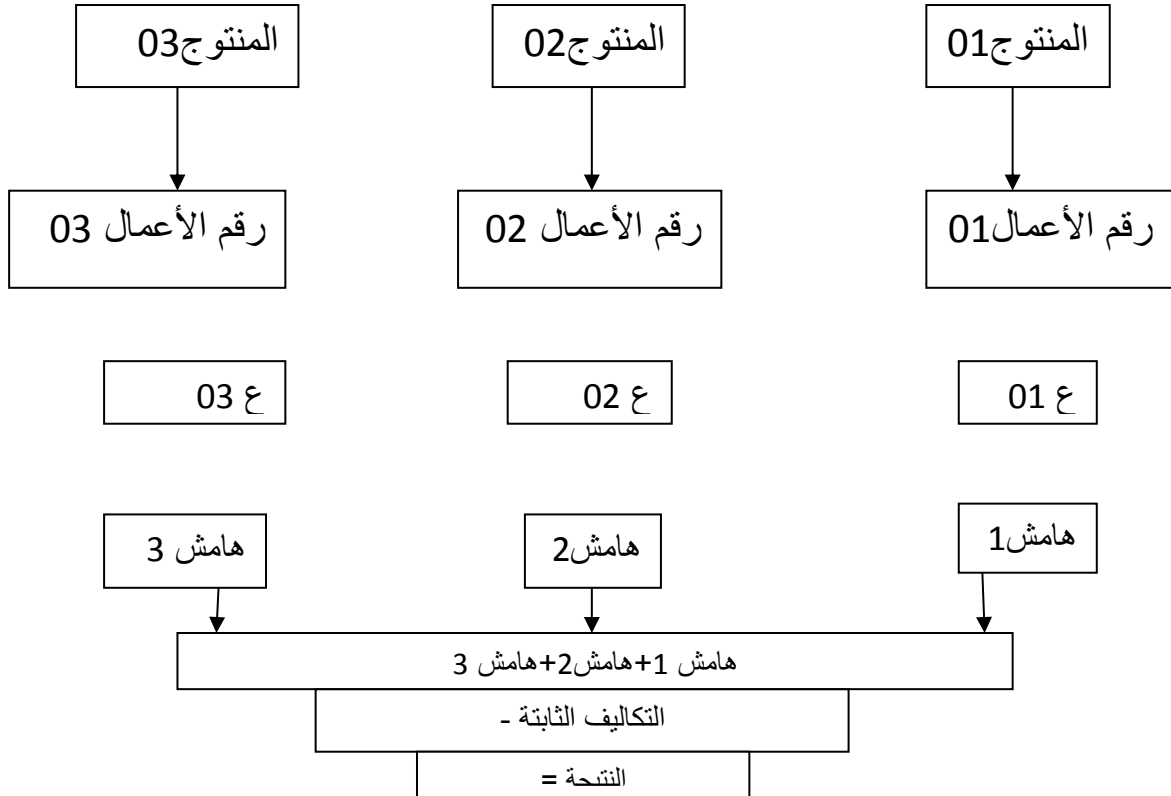 المنتوج01
المنتوج02
المنتوج03
رقم الأعمال01
رقم الأعمال 02
رقم الأعمال 03
ع 01
ع 02
ع 03
هامش1
هامش2
هامش 3
هامش 1+هامش2+هامش 3
التكاليف الثابتة -
النتيجة =